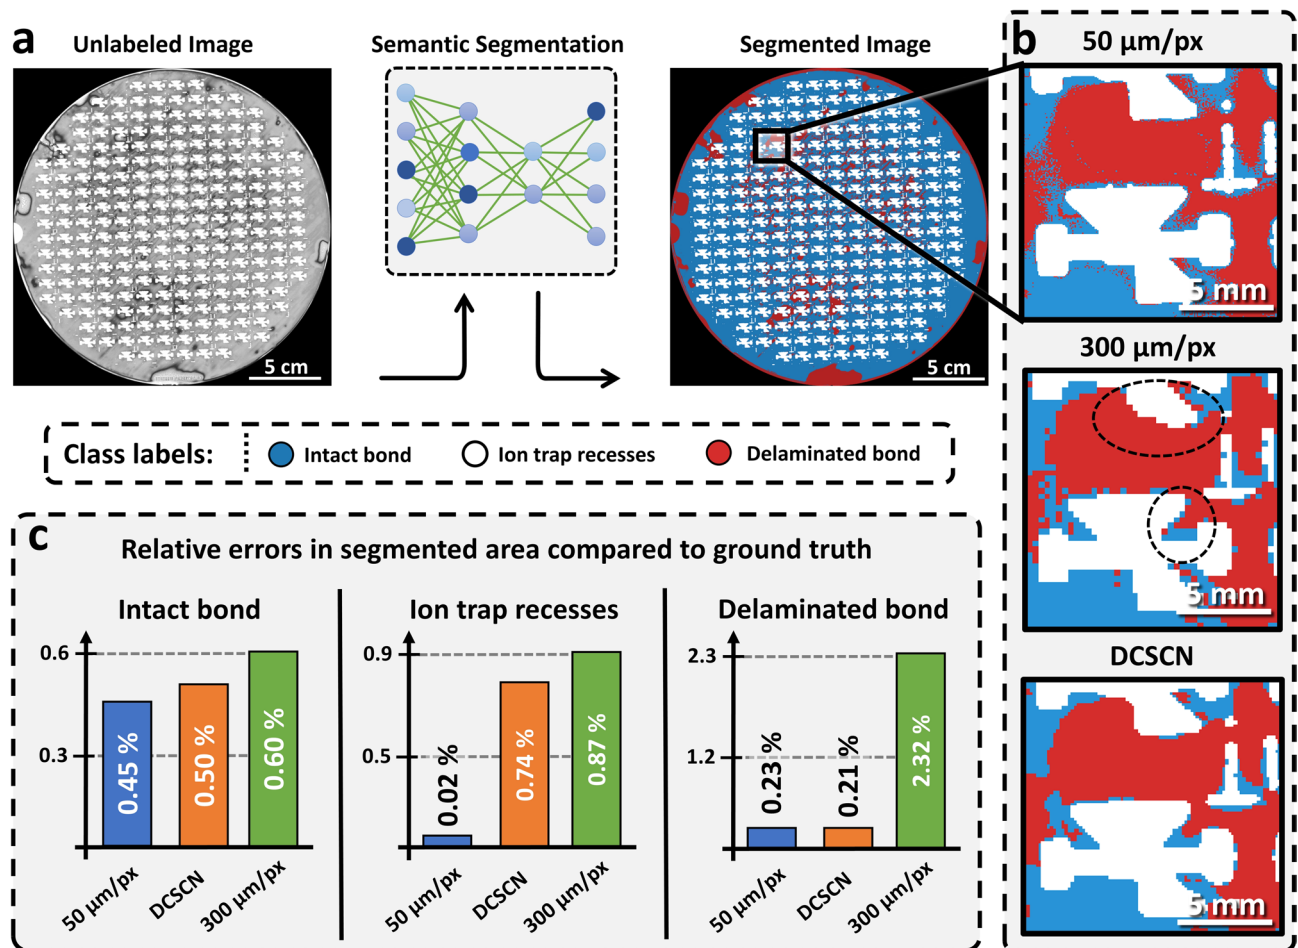 a
Unlabeled Image
Semantic Segmentation
Segmented Image
5 cm
5 cm
b
50 µm/px
5 mm
300 µm/px
5 mm
DCSCN
5 mm
Class labels:
Intact bond
Ion trap recesses
Delaminated bond
c
Relative errors in segmented area compared to ground truth
Intact bond
0.6
0.3
0.45 %
0.50 %
0.60 %
50 µm/px
DCSCN
300 µm/px
Ion trap recesses
0.9
0.5
0.02 %
0.74 %
0.87 %
50 µm/px
DCSCN
300 µm/px
Delaminated bond
2.3
1.2
0.23 %
0.21 %
2.32 %
50 µm/px
DCSCN
300 µm/px